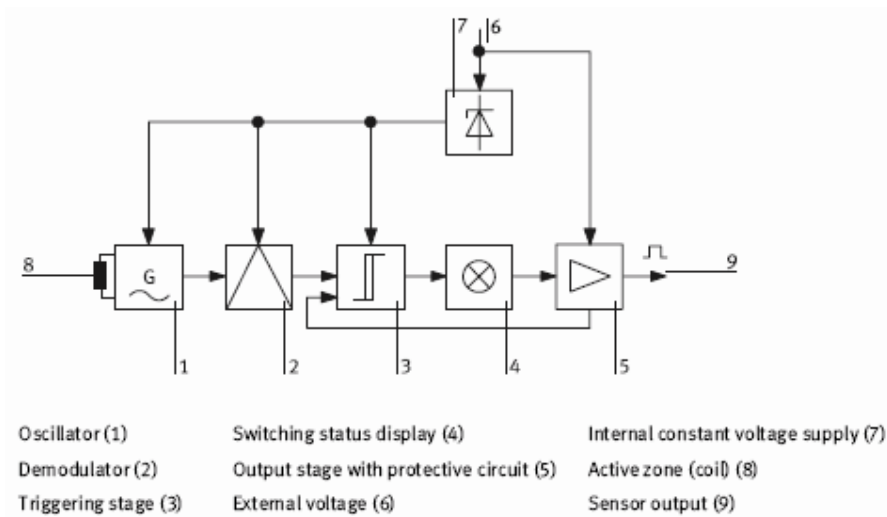 7 6
8
G
9
1 2 3 4 5
Oscillator (1) Switching status display (4) Internal constant voltage supply (7)
Demodulator (2) Output stage with protective circuit (5) Active zone (coil) (8)
Triggering stage (3) External voltage (6) Sensor output (9)